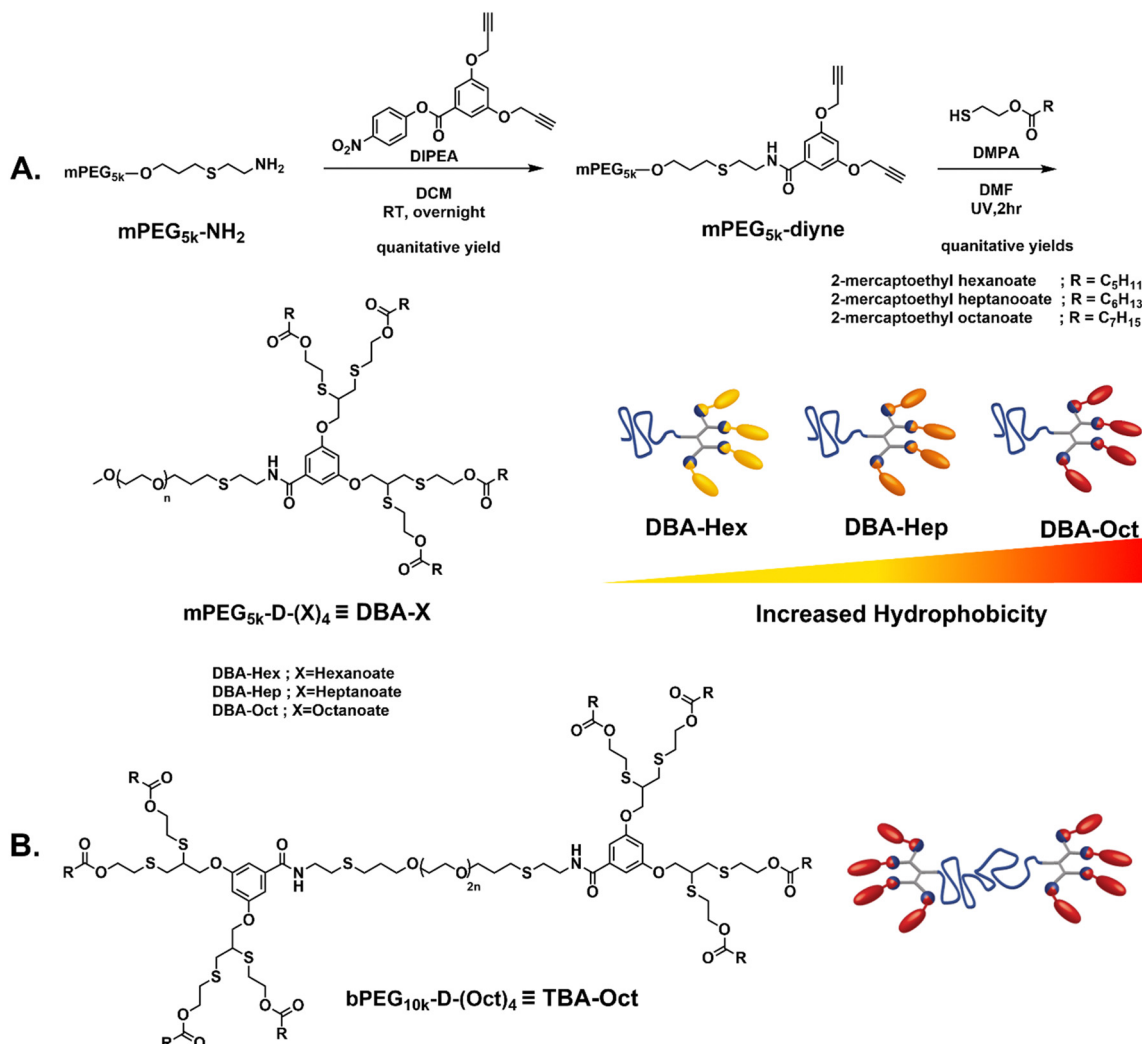 A.
mPEG5k
O
S
NH2
mPEG5k-NH2
O2N
O
O
O
O
DIPEA
DCM
RT, overnight
quanitative yield
mPEG5k
O
S
H
N
O
O
O
mPEG5k-diyne
HS
O
R
O
DMPA
DMF
UV,2hr
quanitative yields
2-mercaptoethyl hexanoate ; R = C5H11
2-mercaptoethyl heptanooate ; R = C6H13
2-mercaptoethyl octanoate ; R = C7H15
O
R
O
R
O
O
S
S
O
O
O
n
S
H
N
O
O
S
S
O
R
O
O
O
R
mPEG5k-D-(X)4 ≡ DBA-X
DBA-Hex ; X=Hexanoate
DBA-Hep ; X=Heptanoate
DBA-Oct ; X=Octanoate
DBA-Hex
DBA-Hep
DBA-Oct
Increased Hydrophobicity
B.
R
O
O
R
O
O
S
S
O
O
N
H
S
O
O
2n
S
H
N
O
O
O
S
S
O
O
R
O
O
R
R
O
O
R
O
O
S
S
O
S
S
O
R
O
O
O
R
bPEG10k-D-(Oct)4 ≡ TBA-Oct